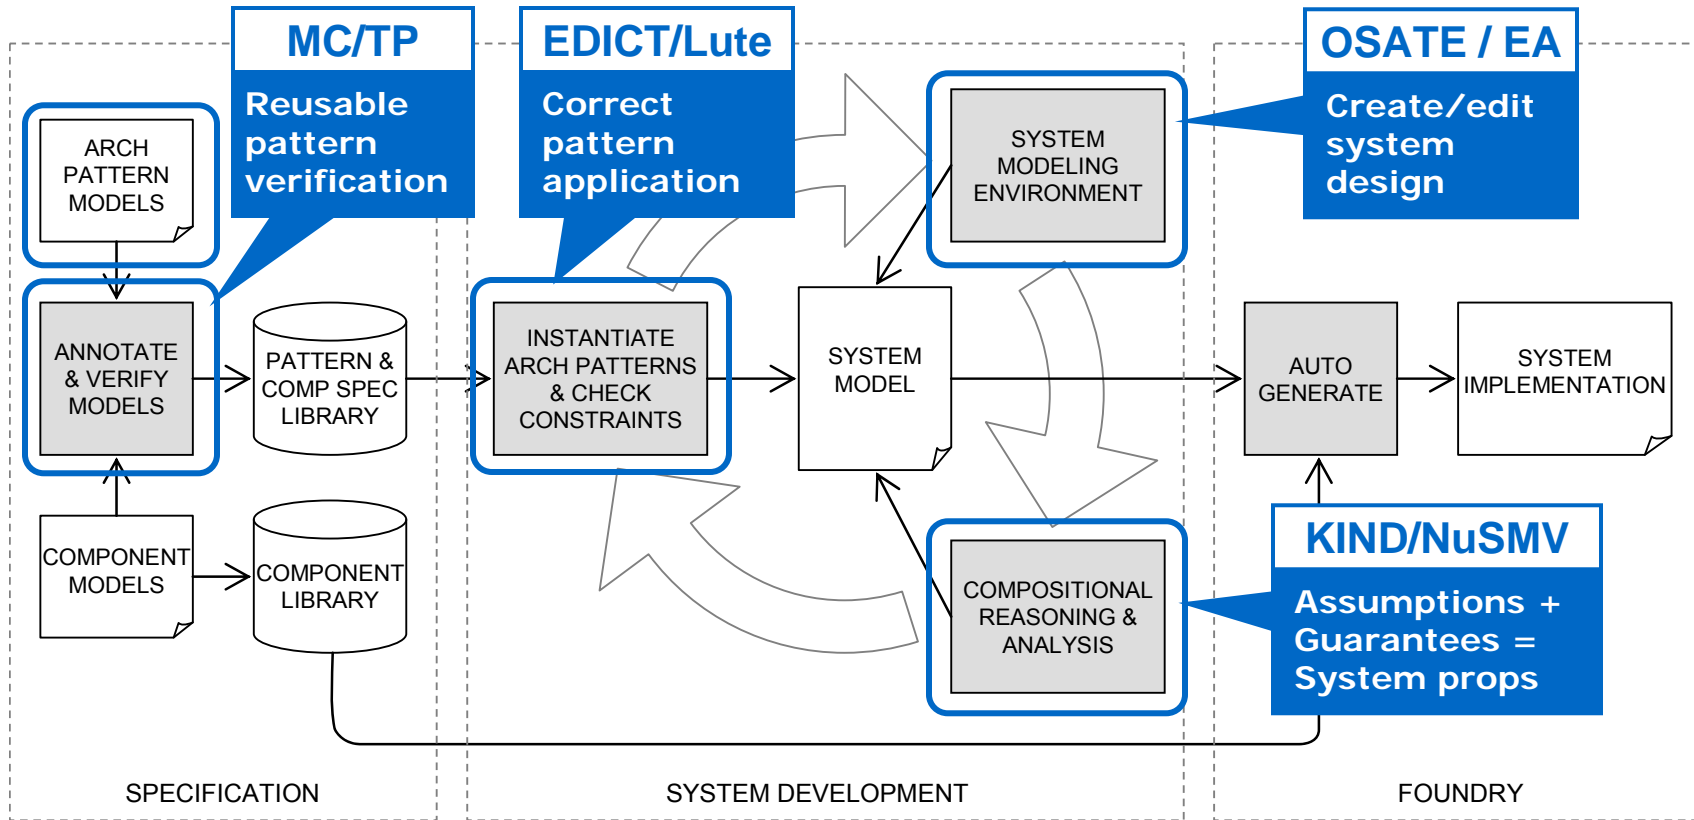 MC/TP
Reusable
pattern
verification
EDICT/Lute
Correct
pattern
application
OSATE / EA
Create/edit
system
design
ARCH
PATTERN
MODELS
SYSTEM
MODELING
ENVIRONMENT
ANNOTATE
& VERIFY
MODELS
PATTERN &
COMP SPEC
LIBRARY
INSTANTIATE
ARCH PATTERNS
& CHECK
CONSTRAINTS
SYSTEM
MODEL
AUTO
GENERATE
SYSTEM
IMPLEMENTATION
COMPONENT
MODELS
COMPONENT
LIBRARY
COMPOSITIONAL
REASONING &
ANALYSIS
KIND/NuSMV
Assumptions +
Guarantees =
System props
SPECIFICATION
SYSTEM DEVELOPMENT
FOUNDRY